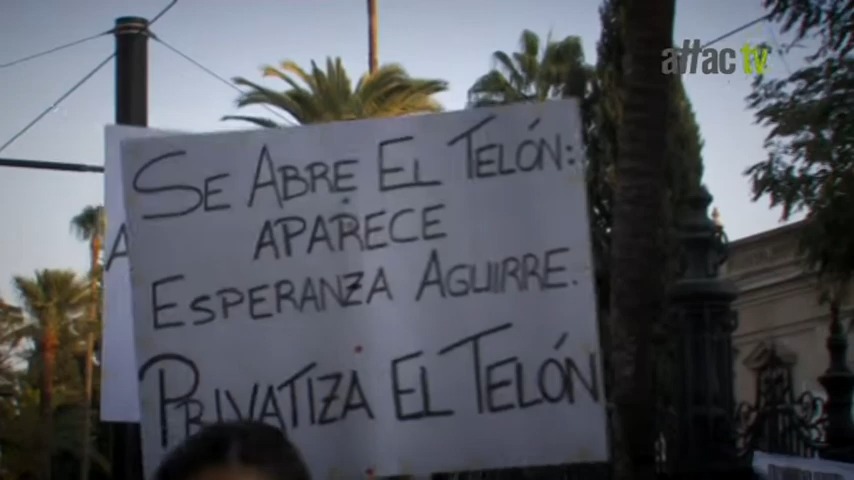 attac tv
SE ABRE EL TELÓN:
APARECE
ESPERANZA AGUIRRE.
PRIVATIZA EL TELÓN
A